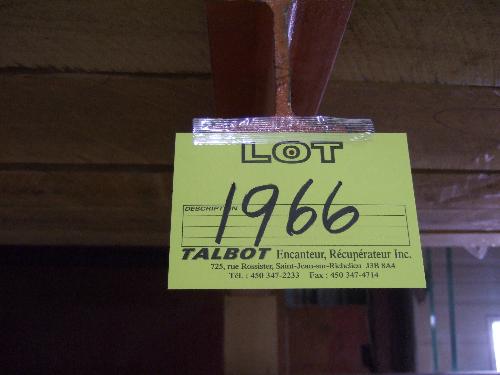 LOT
DESCRIPTION
1966
TALBOT Encanteur, Récupérateur Inc.
725, rue Rossister, Saint-Jean-sur-Richelieu J3B 8A4
Tél. : 450 347-2233 Fax : 450 347-4714